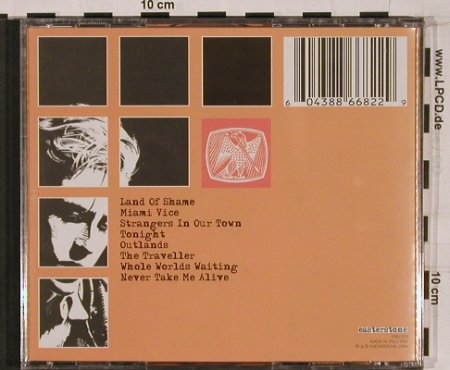 10 cm
www.LPCD.de
6 04388 66822 9
Land Of Shame
Miami Vice
Strangers In Our Town
Tonight
Outlands
The Traveller
Whole Worlds Waiting
Never Take Me Alive
easterstone
MADE IN ENGLAND
10 cm